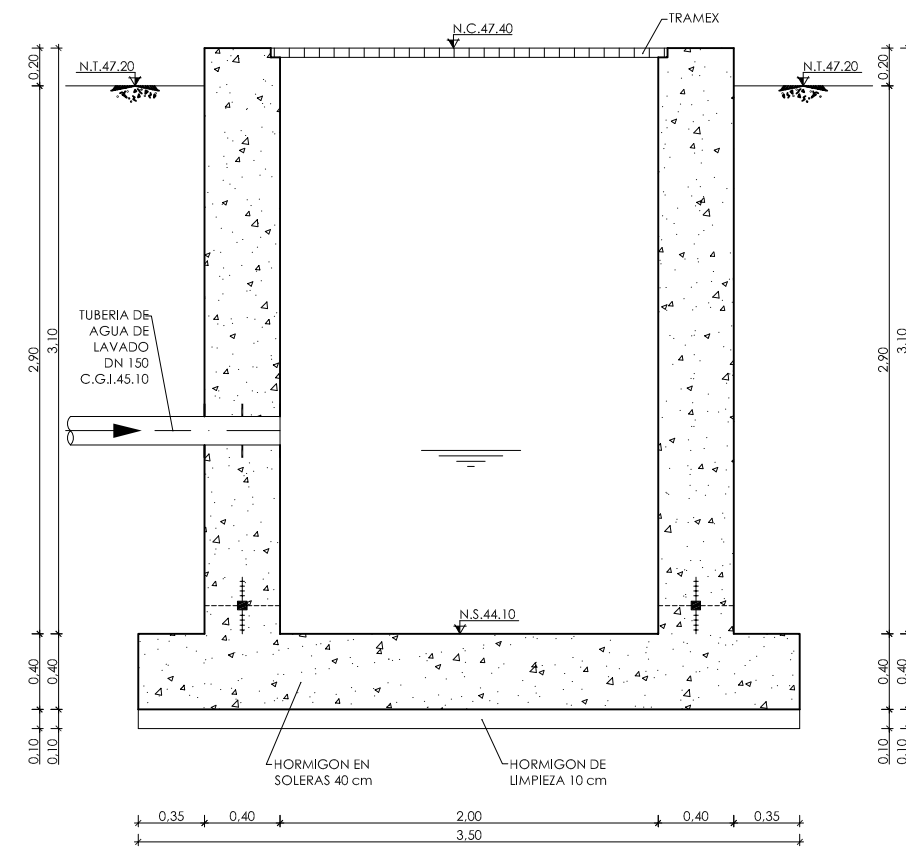 TRAMEX
N.C.47.40
N.T.47.20
N.T.47.20
0.20
0.20
TUBERIA DE
AGUA DE
LAVADO
DN 150
C.G.I.45.10
2,90
3,10
2,90
3,10
N.S.44.10
0,40
0,40
0,40
0,40
0,10
0,10
0,10
0,10
HORMIGON EN
SOLERAS 40 cm
HORMIGON DE
LIMPIEZA 10 cm
0,35
0,40
2,00
0,40
0,35
3,50